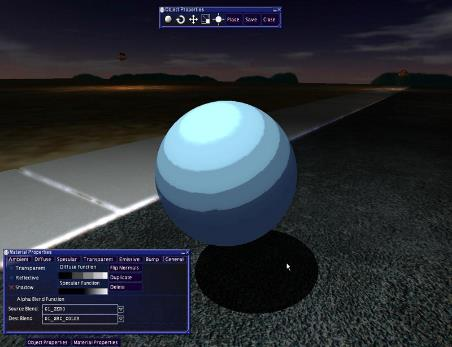 Object Properties
Place Save Close
Material Properties
Ambient Diffuse Specular Transparent Emissive Bump General
Transparent Diffuse Function Flip Normals
Reflective Duplicate
Specular Function
Shadow Delete
Alpha Blend Function
Source Blend: GL_ZERO
Dest Blend: GL_SRC_COLOR
Object Properties Material Properties